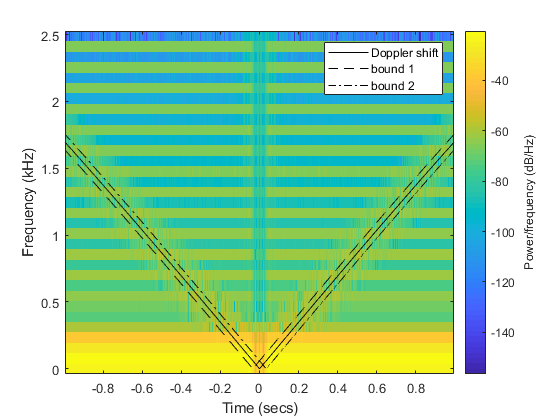 2.5
2
1.5
1
0.5
0
Frequency (kHz)
-0.8 -0.6 -0.4 -0.2 0 0.2 0.4 0.6 0.8
Time (secs)
Doppler shift
bound 1
bound 2
-40
-60
-80
-100
-120
-140
Power/frequency (dB/Hz)